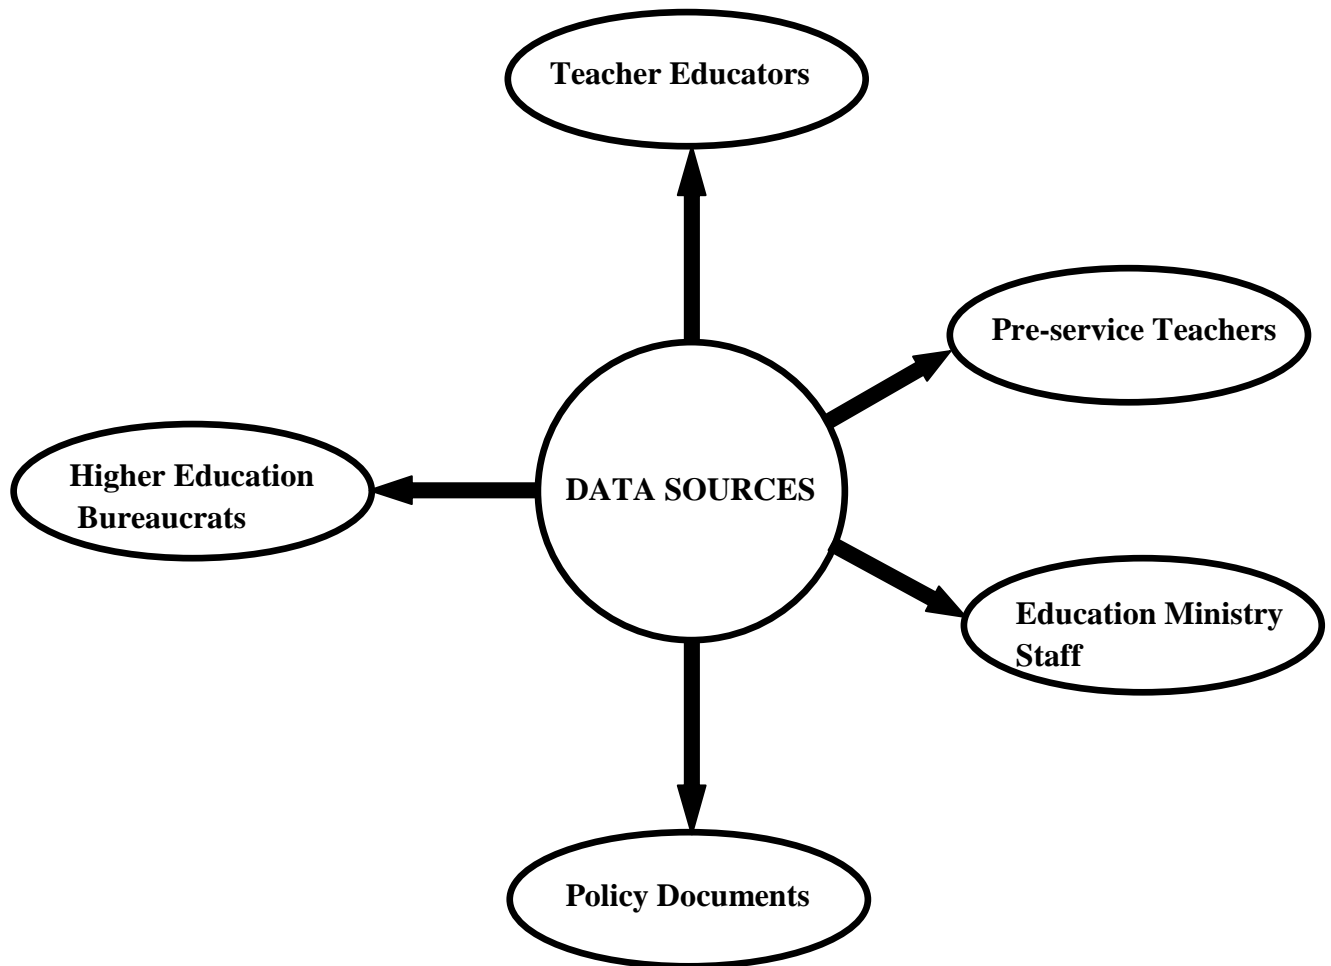 Teacher Educators
Pre-service Teachers
Higher Education
Bureaucrats
DATA SOURCES
Education Ministry
Staff
Policy Documents